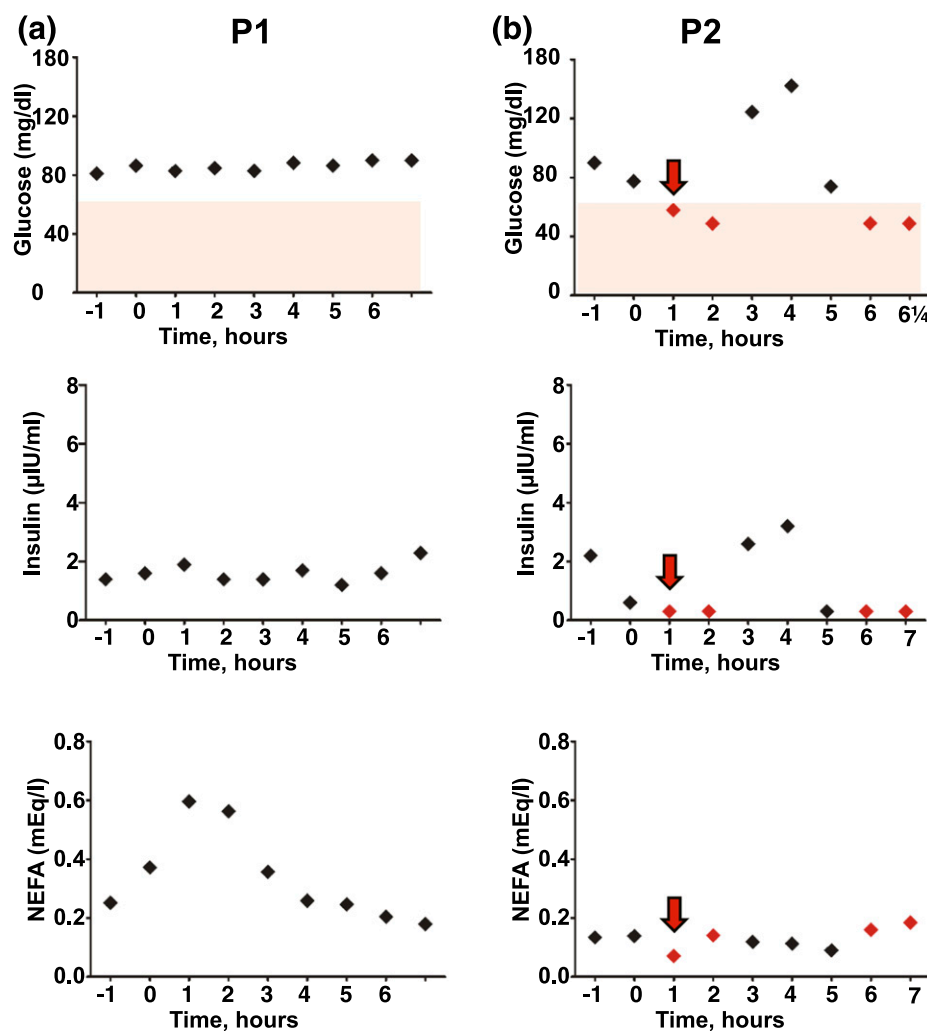 (a) P1
180
120
80
40
0
Glucose (mg/dl)
-1 0 1 2 3 4 5 6
Time, hours
(b) P2
180
120
80
40
0
Glucose (mg/dl)
-1 0 1 2 3 4 5 6 6¼
Time, hours
8
6
4
2
0
Insulin (µIU/ml)
-1 0 1 2 3 4 5 6
Time, hours
8
6
4
2
0
Insulin (µIU/ml)
-1 0 1 2 3 4 5 6 7
Time, hours
0.8
0.6
0.4
0.2
0.0
NEFA (mEq/l)
-1 0 1 2 3 4 5 6
Time, hours
0.8
0.6
0.4
0.2
0.0
NEFA (mEq/l)
-1 0 1 2 3 4 5 6 7
Time, hours